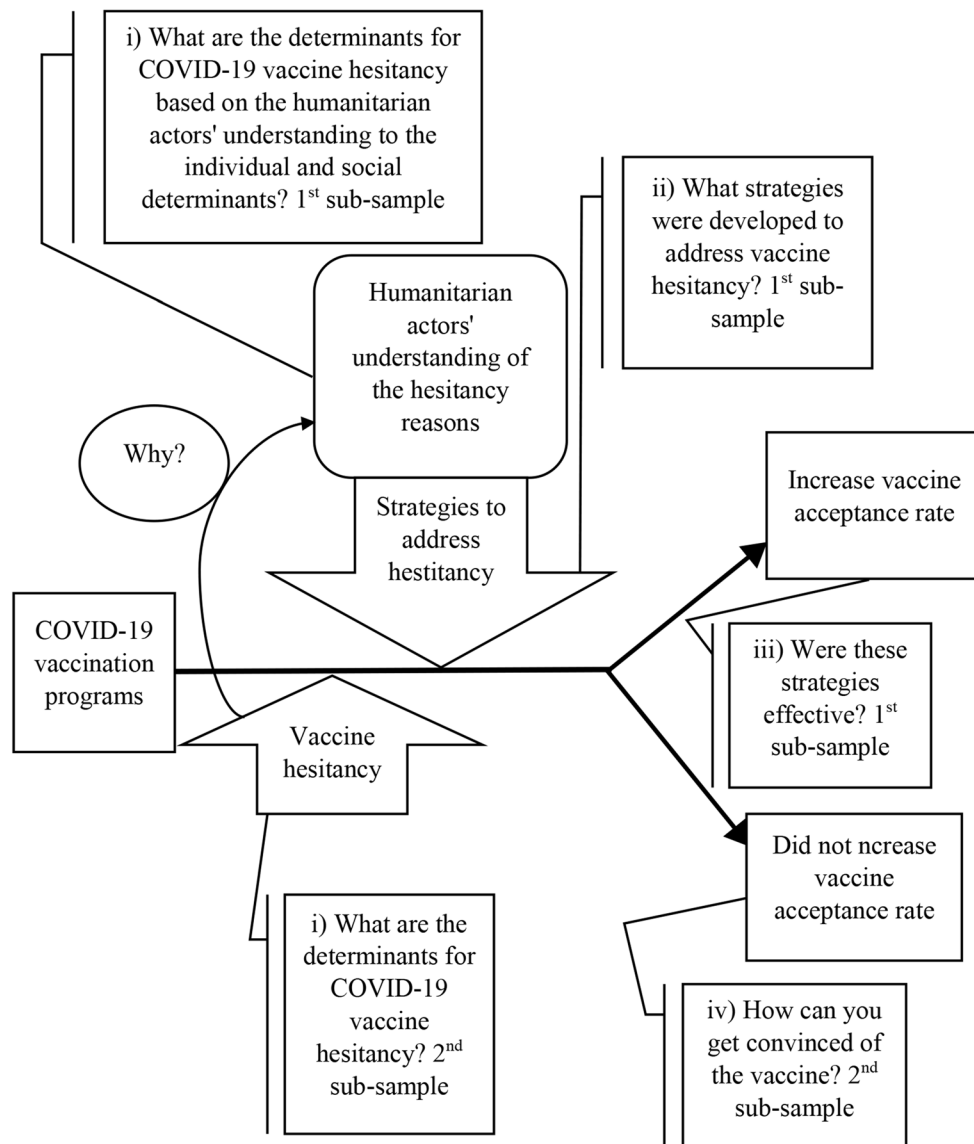 i) What are the determinants for
COVID-19 vaccine hesitancy
based on the humanitarian
actors' understanding to the
individual and social
determinants? 1st sub-sample
ii) What strategies
were developed to
address vaccine
hesitancy? 1st sub-
sample
Humanitarian
actors'
understanding of
the hesitancy
reasons
Why?
Strategies to
address
hestitancy
Increase vaccine
acceptance rate
COVID-19
vaccination
programs
iii) Were these
strategies
effective? 1st
sub-sample
Vaccine
hesitancy
Did not ncrease
vaccine
acceptance rate
i) What are the
determinants for
COVID-19
vaccine
hesitancy? 2nd
sub-sample
iv) How can you
get convinced of
the vaccine? 2nd
sub-sample